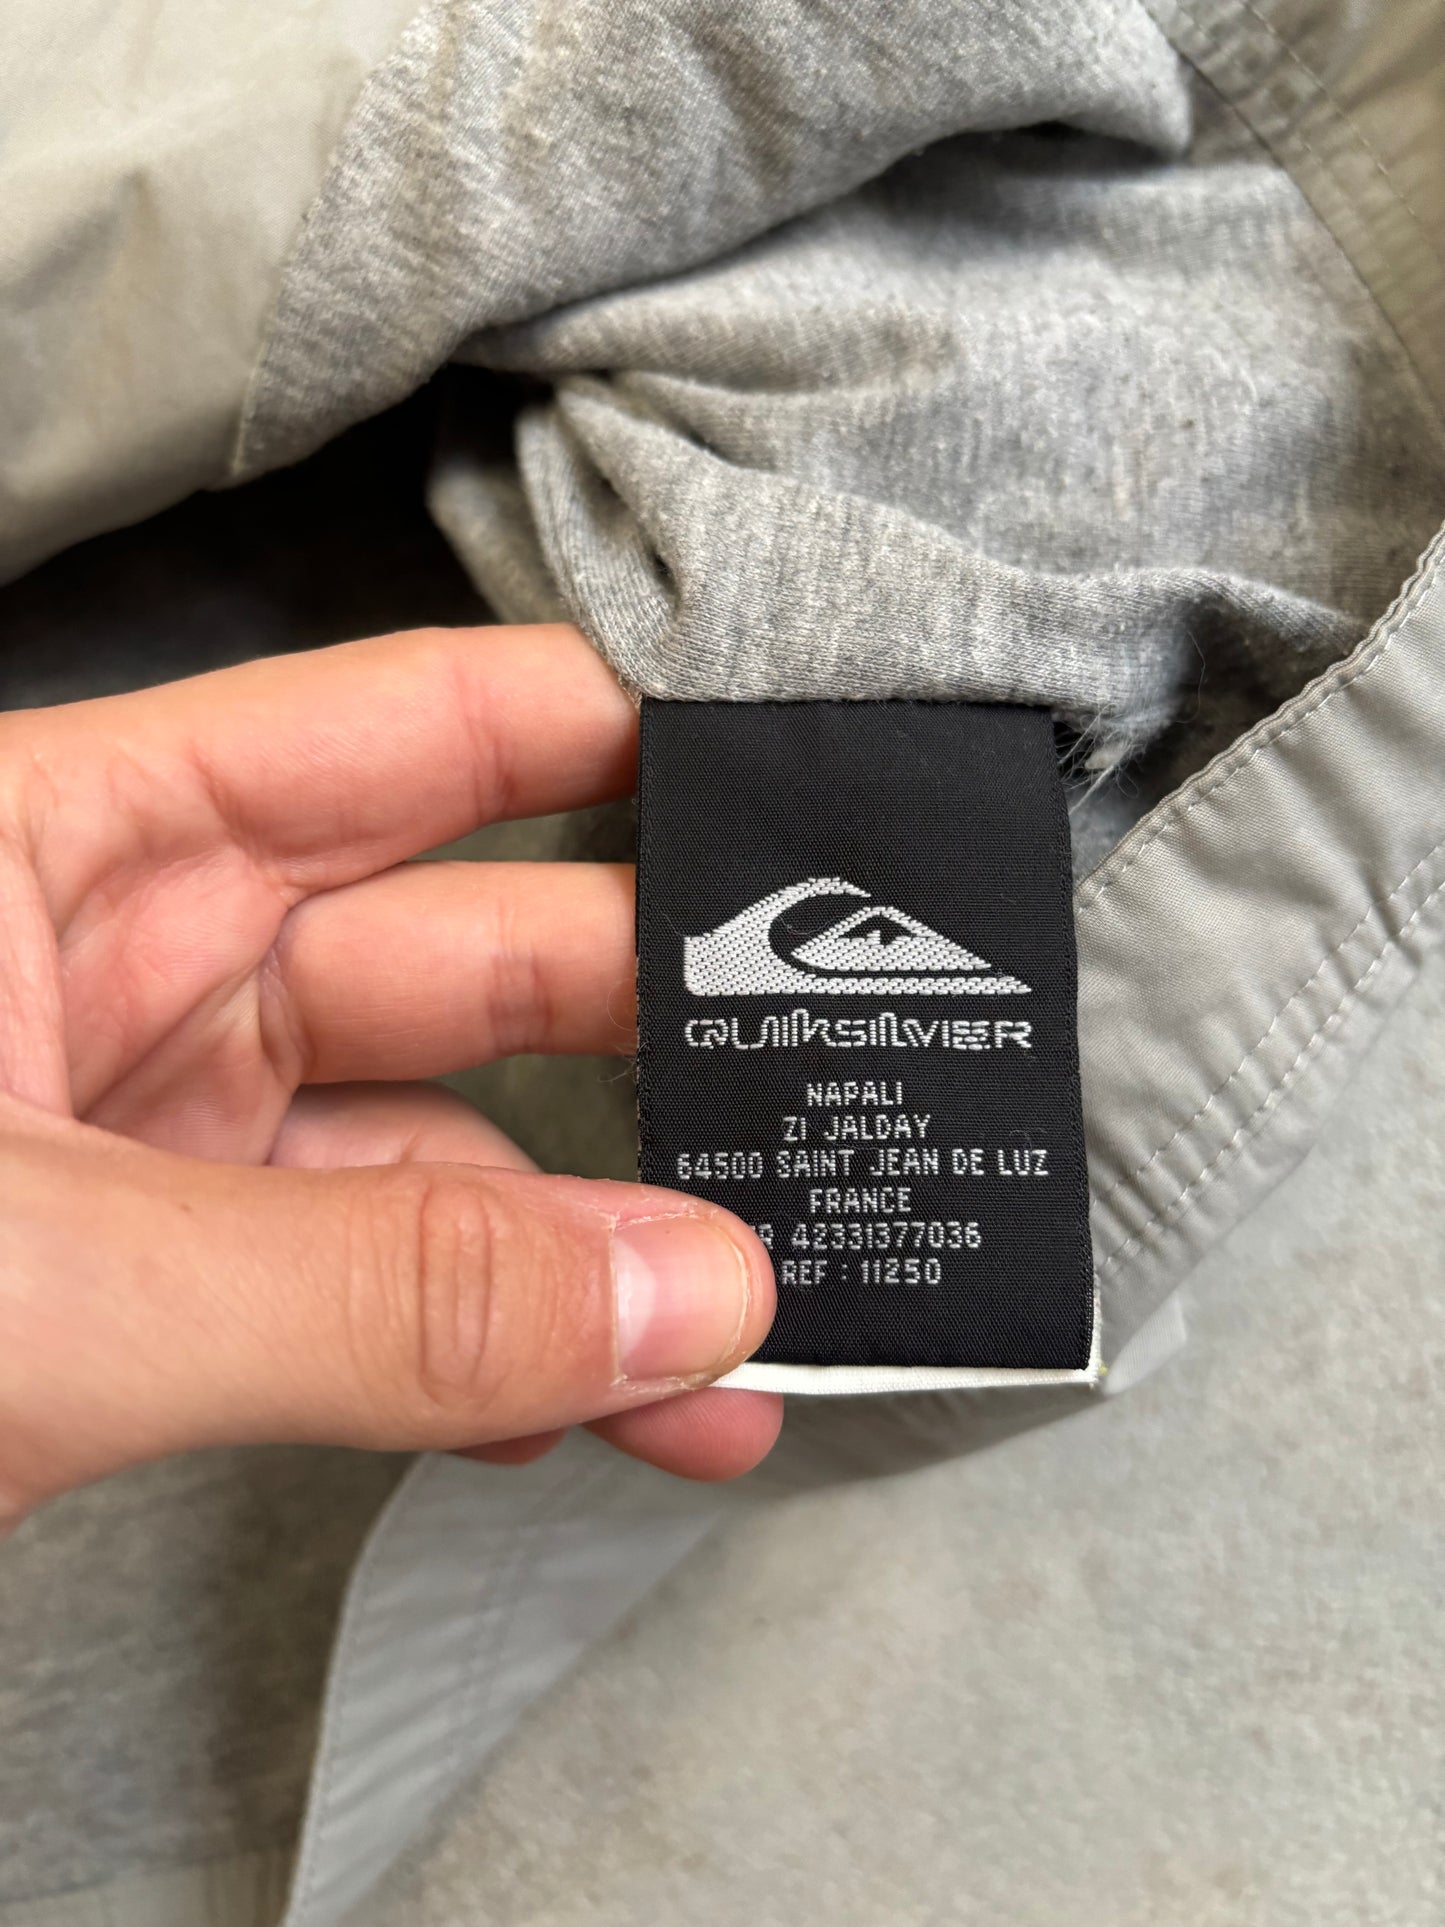 QUIKSILVER
NAPALI
ZI JALDAY
64500 SAINT JEAN DE LUZ
FRANCE
42331377036
REF : 11250